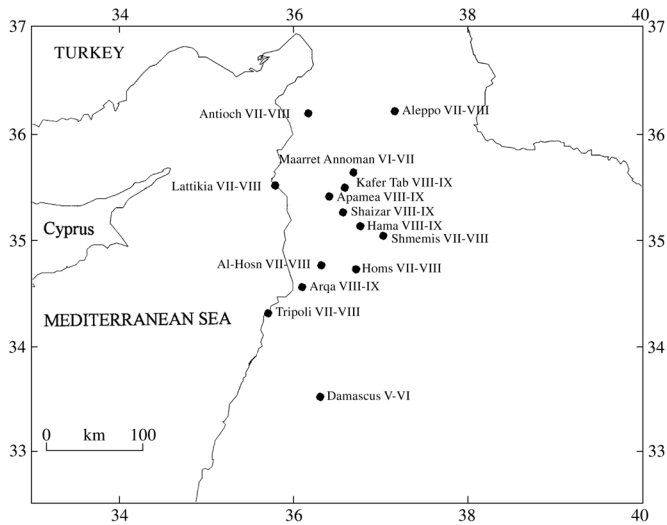 34 36 38 40
37 37
TURKEY
Antioch VII-VIII
Aleppo VII-VIII
36 36
Maarret Annoman VI-VII
Kafer Tab VIII-IX
Lattikia VII-VIII
Apamea VIII-IX
Shaizar VIII-IX
Hama VIII-IX
Cyprus
35 35
Shmemis VII-VIII
Al-Hosn VII-VIII
Homs VII-VIII
Arqa VIII-IX
MEDITERRANEAN SEA
Tripoli VII-VIII
34 34
Damascus V-VI
0 km 100
33 33
34 36 38 40